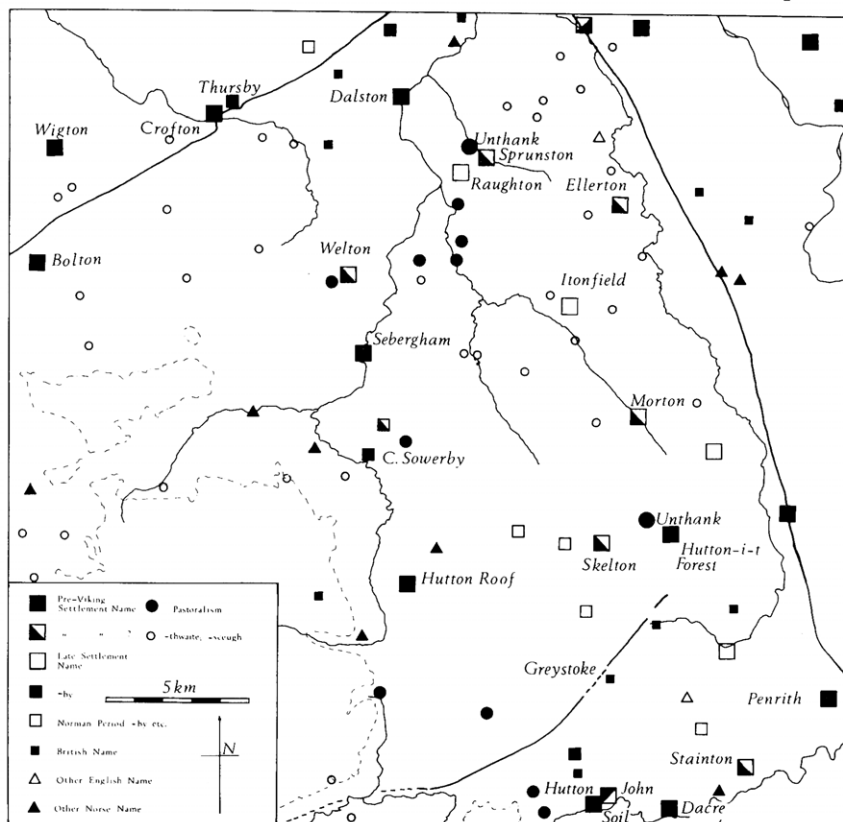 Thursby
Dalston
Crofton
Wigton
Unthank
Sprunston
Raughton
Ellerton
Welton
Bolton
Itonfield
Sebergham
Morton
C. Sowerby
Unthank
Skelton
Hutton-i-t
Forest
Hutton Roof
Greystoke
Penrith
Stainton
Hutton
John
Soil
Dacre
Pre-Viking
Settlement Name
Pastoralism
" " ?
-thwaite, -sceugh
Late Settlement
Name
-by
5 km
Norman Period -by etc.
British Name
N
Other English Name
Other Norse Name